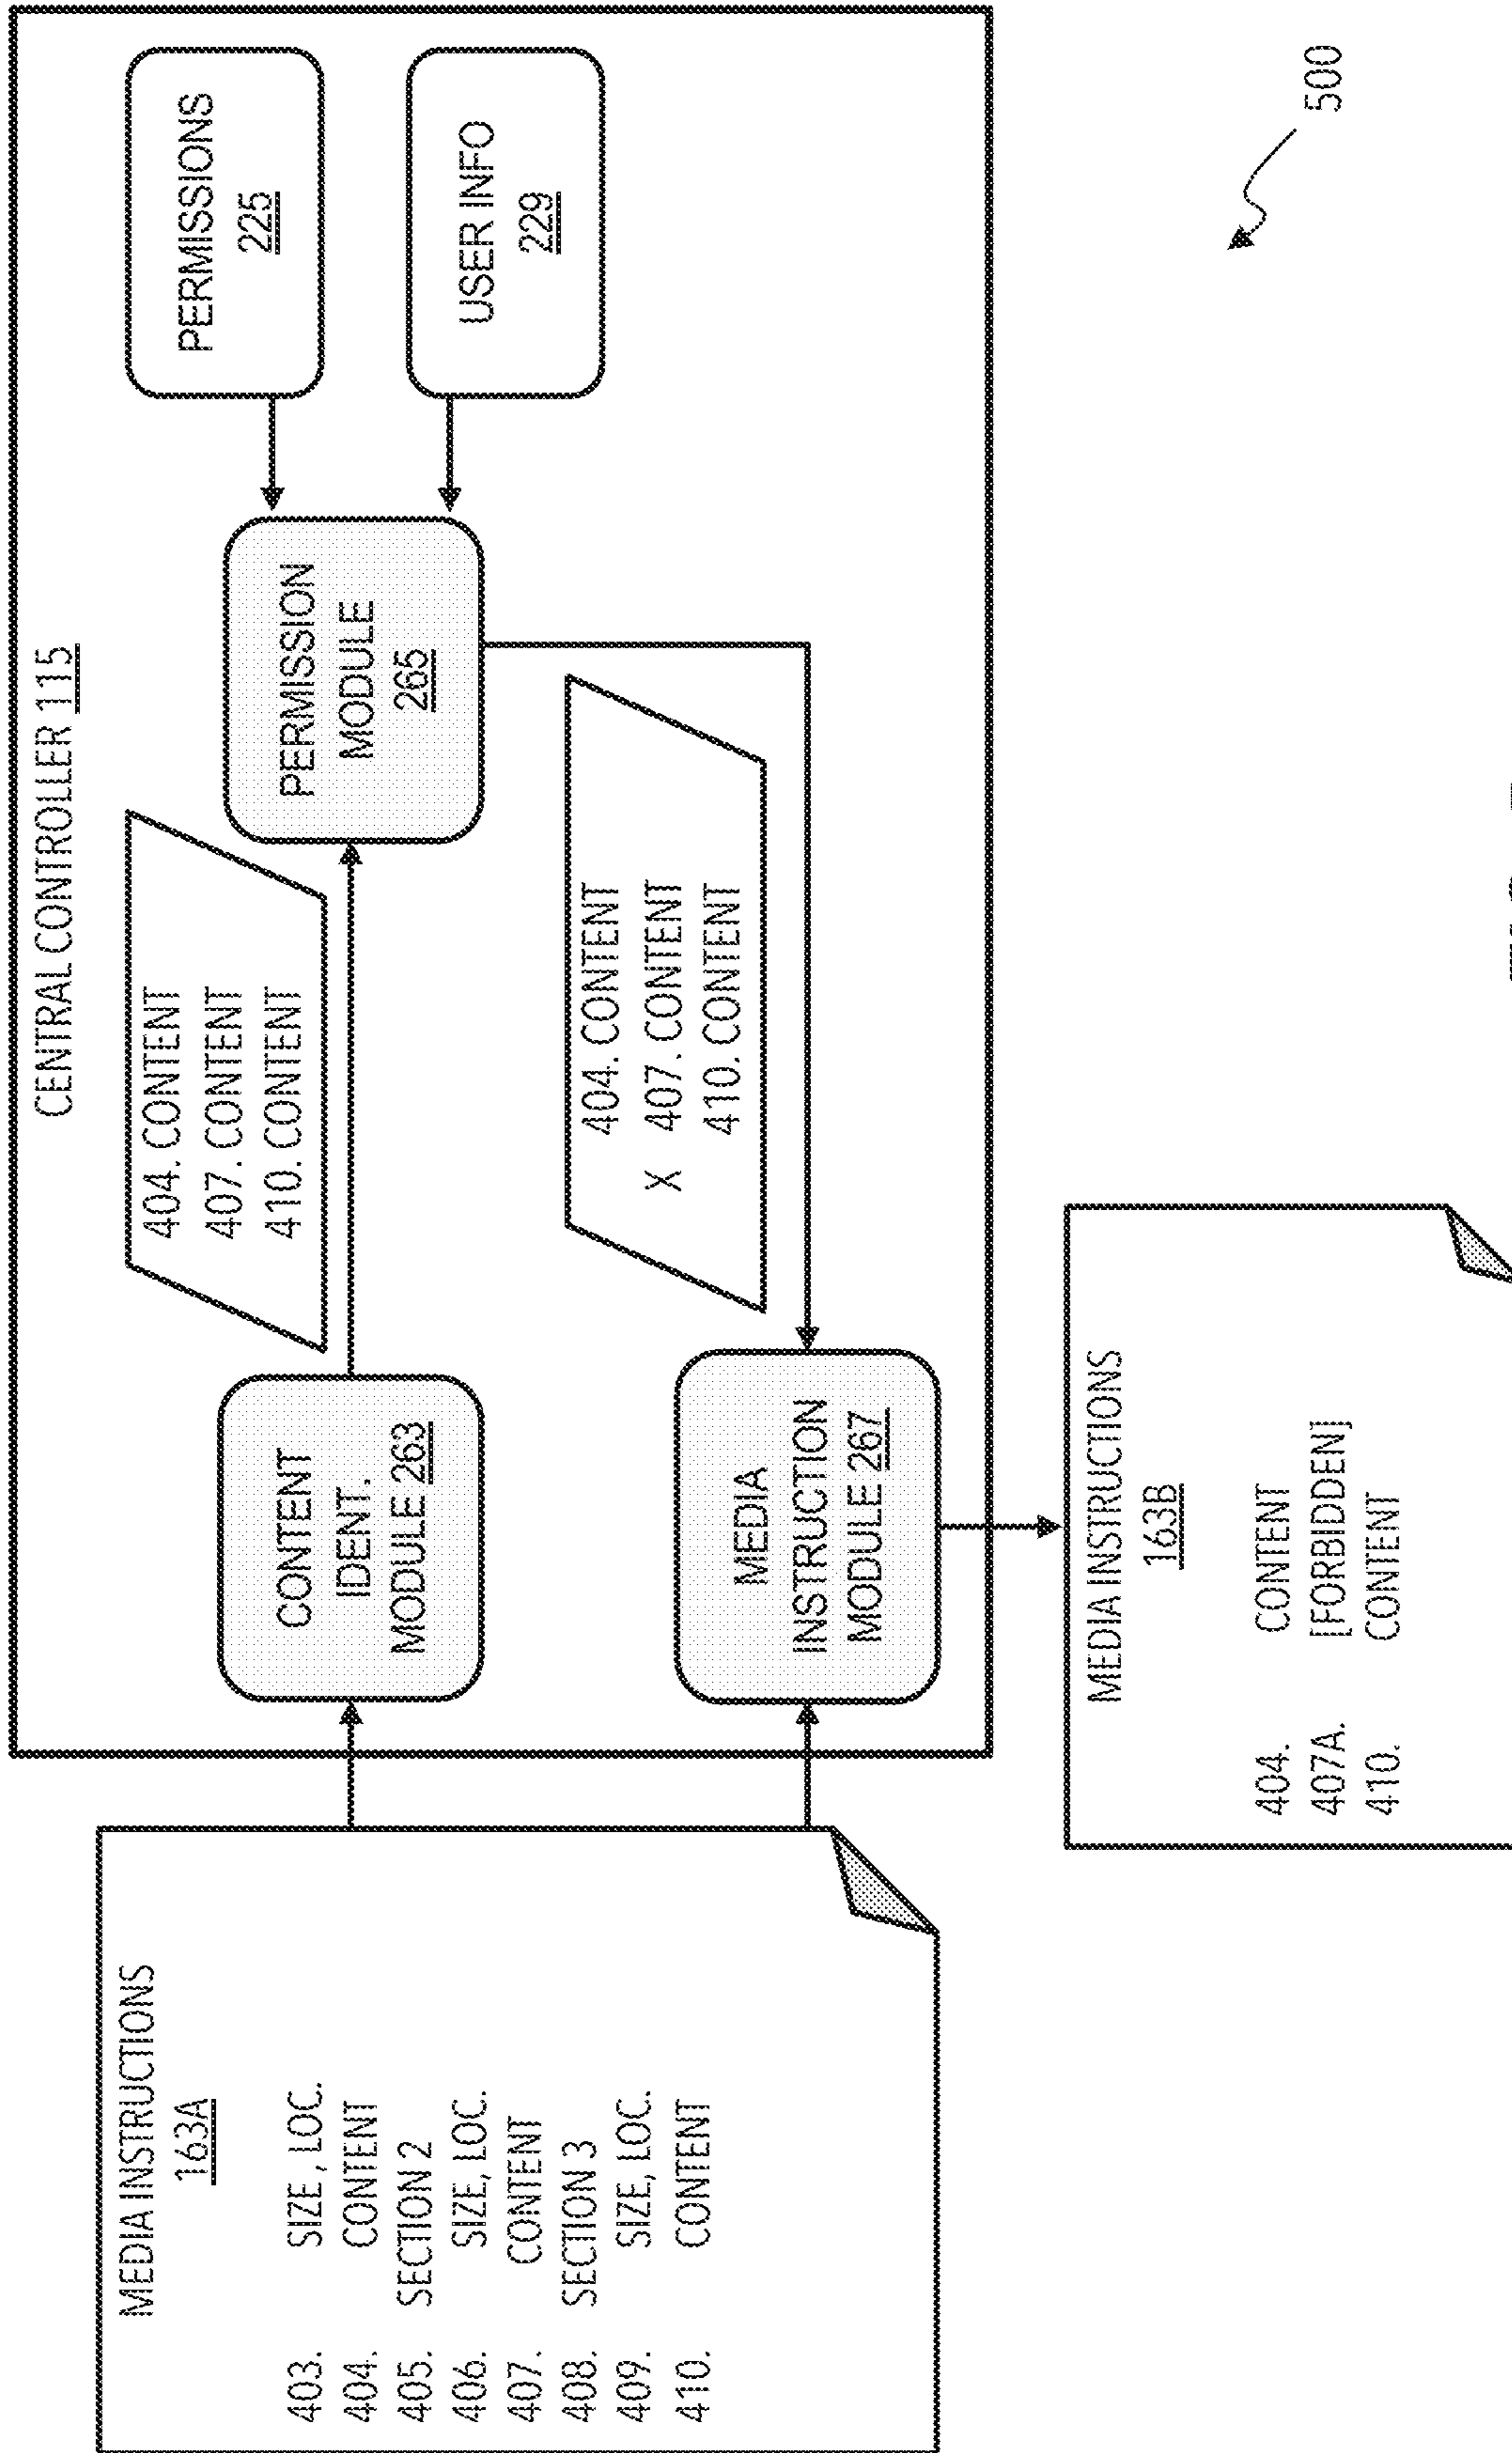 CENTRAL CONTROLLER 115
MEDIA INSTRUCTIONS
163A
403. SIZE , LOC.
404. CONTENT
405. SECTION 2
406. SIZE, LOC.
407. CONTENT
408. SECTION 3
409. SIZE, LOC.
410. CONTENT
CONTENT
IDENT.
MODULE 263
404. CONTENT
407. CONTENT
410. CONTENT
PERMISSION
MODULE
265
PERMISSIONS
225
USER INFO
229
404. CONTENT
X 407. CONTENT
410. CONTENT
MEDIA
INSTRUCTION
MODULE 267
MEDIA INSTRUCTIONS
163B
404. CONTENT
407A. [FORBIDDEN]
410. CONTENT
500